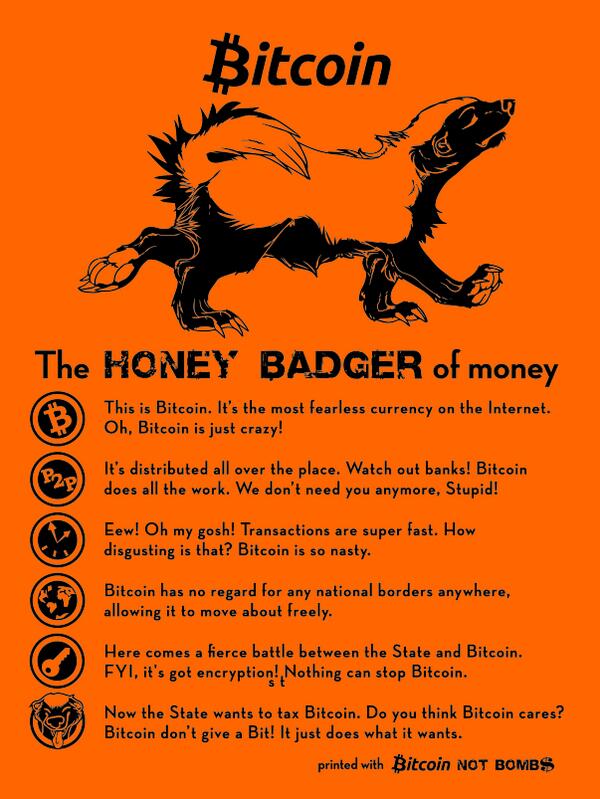 ₿itcoin
The HONEY BADGER of money
This is Bitcoin. It's the most fearless currency on the Internet.
Oh, Bitcoin is just crazy!
P2P
It's distributed all over the place. Watch out banks! Bitcoin
does all the work. We don't need you anymore, Stupid!
Eew! Oh my gosh! Transactions are super fast. How
disgusting is that? Bitcoin is so nasty.
Bitcoin has no regard for any national borders anywhere,
allowing it to move about freely.
Here comes a fierce battle between the State and Bitcoin.
FYI, it's got encryption! Nothing can stop Bitcoin.
s t
Now the State wants to tax Bitcoin. Do you think Bitcoin cares?
Bitcoin don't give a Bit! It just does what it wants.
printed with ₿itcoin NOT BOMB$